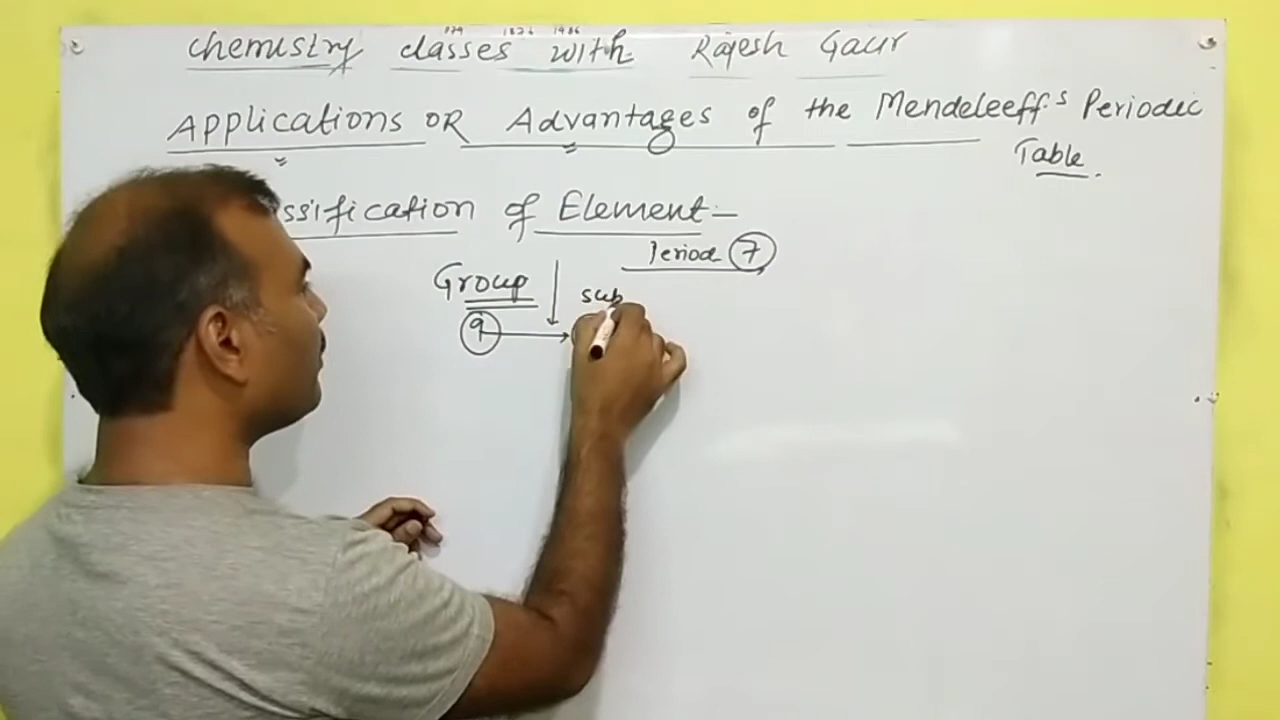 Chemistry classes with Rajesh Gaur
Applications OR Advantages of the Mendeleeff's Periodic
Table.
ssification of Element-
Period 7
Group
sub
9